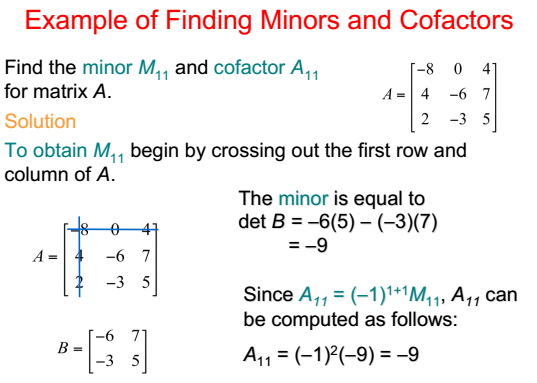 Example of Finding Minors and Cofactors
Find the minor M₁₁ and cofactor A₁₁
for matrix A.
A = [−8 0 4
4 −6 7
2 −3 5]
Solution
To obtain M₁₁ begin by crossing out the first row and
column of A.
A = [−8 0 4
4 −6 7
2 −3 5]
B = [−6 7
−3 5]
The minor is equal to
det B = −6(5) – (−3)(7)
= −9
Since A₁₁ = (−1)¹⁺¹M₁₁, A₁₁ can
be computed as follows:
A₁₁ = (−1)²(−9) = −9